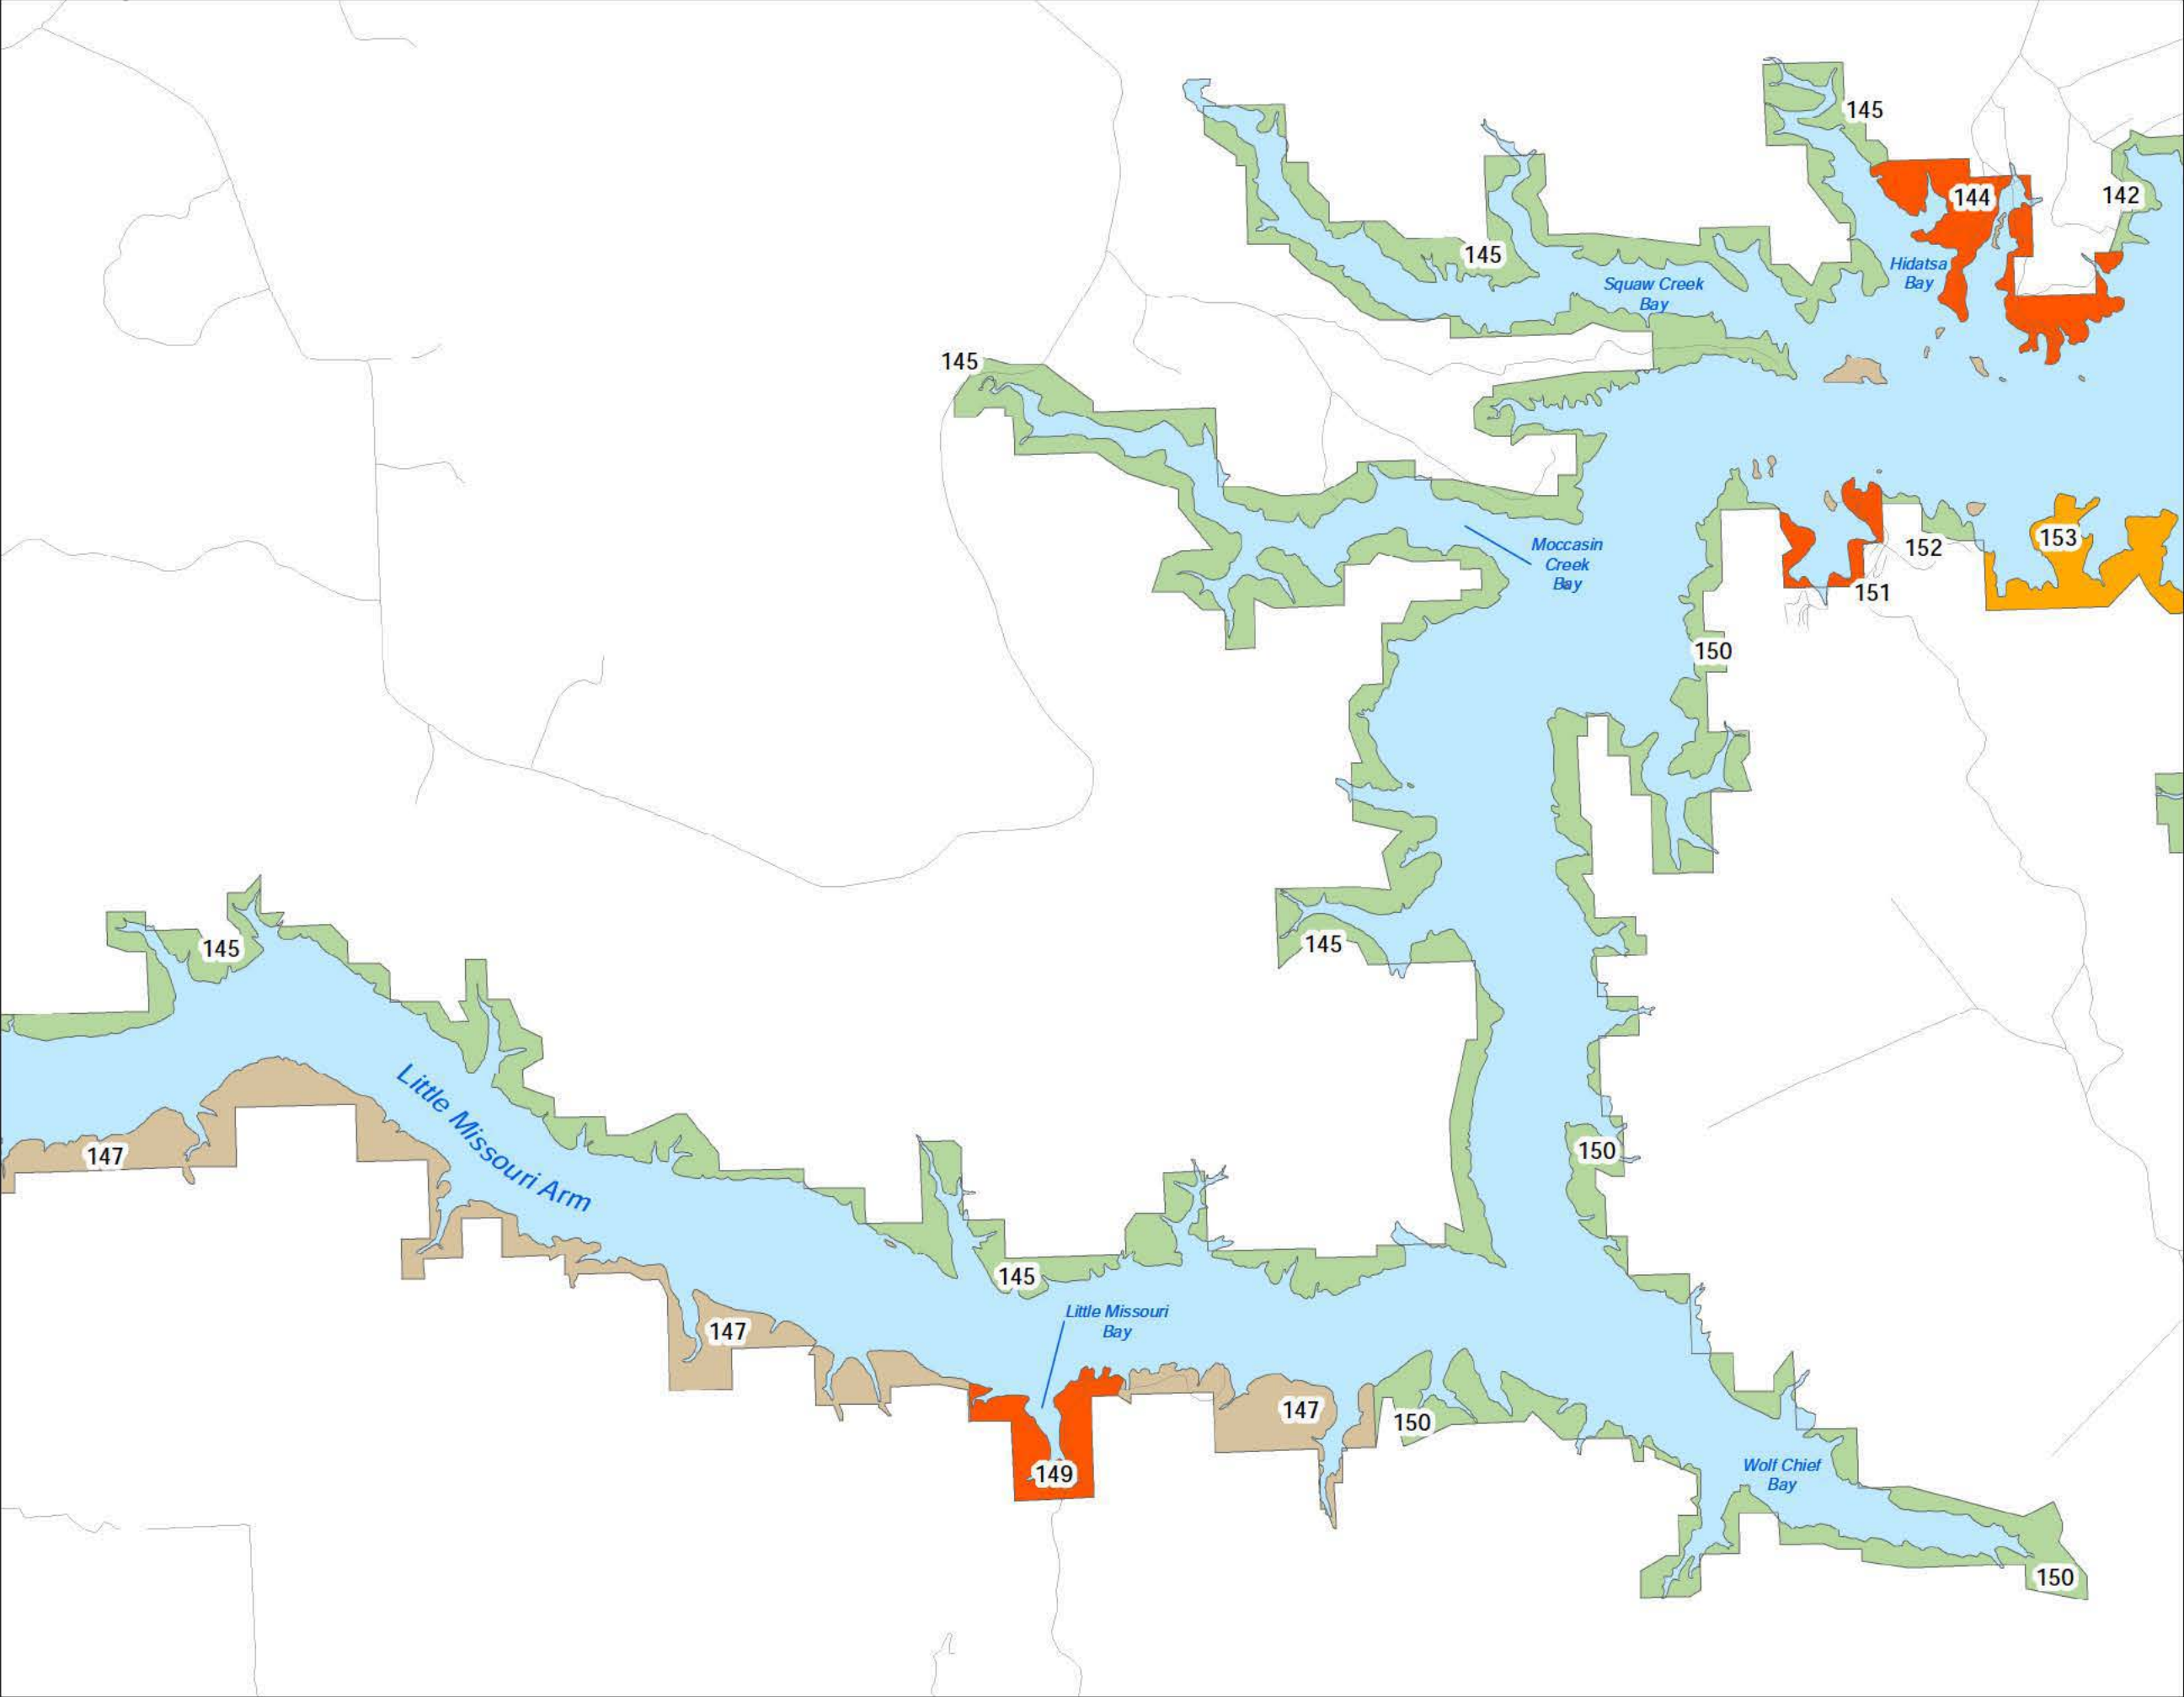 145
144
142
145
Squaw Creek
Bay
Hidatsa
Bay
145
153
152
151
Moccasin
Creek
Bay
150
145
145
147
Little Missouri Arm
150
145
147
Little Missouri
Bay
147
150
149
Wolf Chief
Bay
150